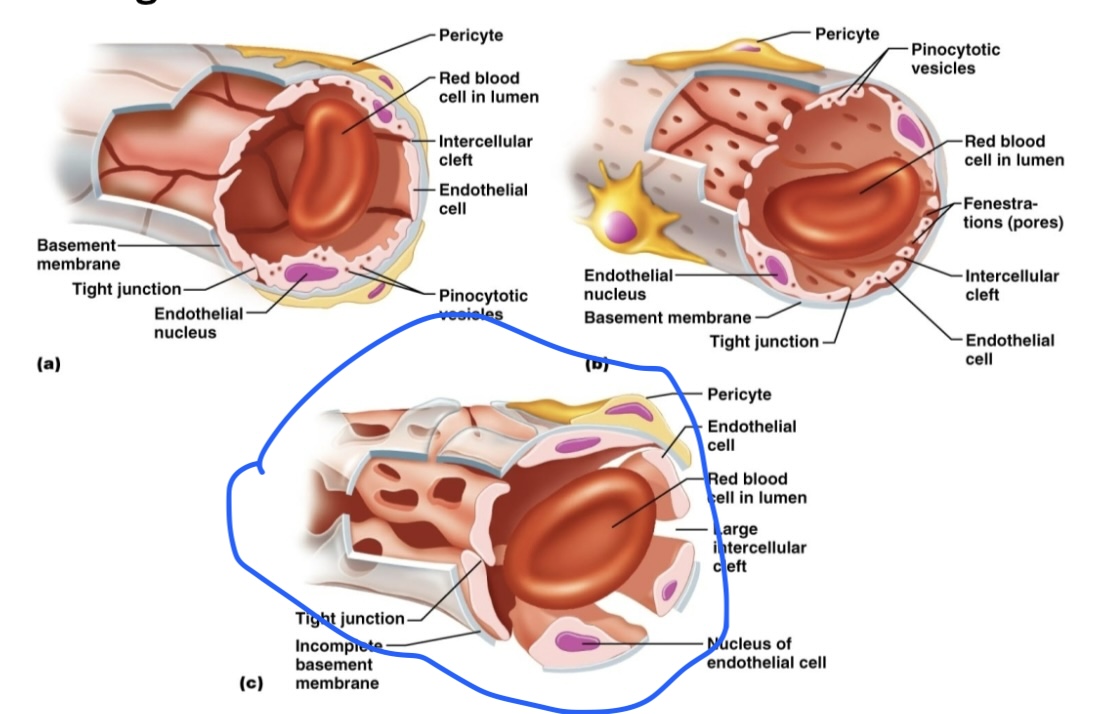 Pericyte
Red blood
cell in lumen
Intercellular
cleft
Endothelial
cell
Basement
membrane
Tight junction
Endothelial
nucleus
Pinocytotic
vesicles
(a)
Pericyte
Pinocytotic
vesicles
Red blood
cell in lumen
Fenestra-
tions (pores)
Intercellular
cleft
Endothelial
cell
Endothelial
nucleus
Basement membrane
Tight junction
(b)
Pericyte
Endothelial
cell
Red blood
cell in lumen
Large
intercellular
cleft
Tight junction
Incomplete
basement
membrane
Nucleus of
endothelial cell
(c)